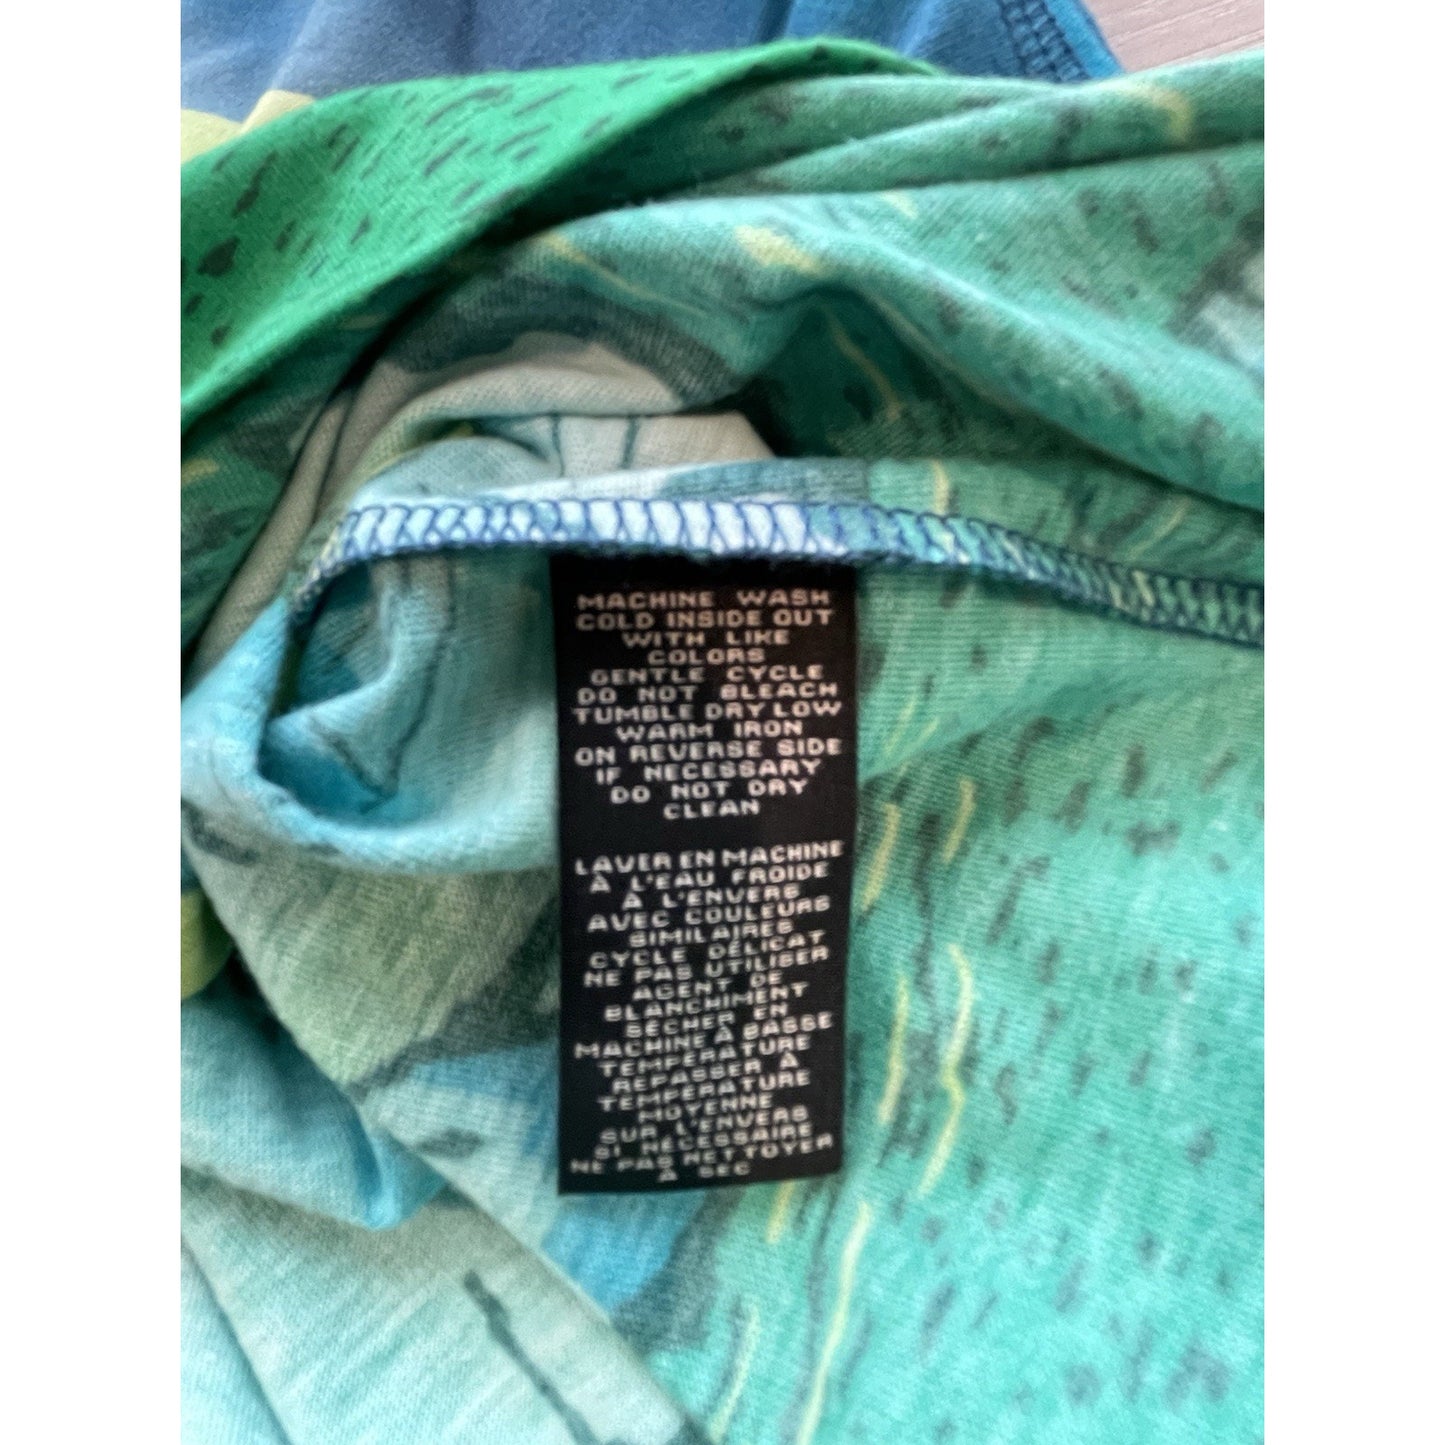 MACHINE WASH
COLD INSIDE OUT
WITH LIKE
COLORS
GENTLE CYCLE
DO NOT BLEACH
TUMBLE DRY LOW
WARM IRON
ON REVERSE SIDE
IF NECESSARY
DO NOT DRY
CLEAN
LAVER EN MACHINE
À L'EAU FROIDE
À L'ENVERS
AVEC COULEURS
SIMILAIRES
CYCLE DÉLICAT
NE PAS UTILISER
AGENT DE
BLANCHIMENT
SÉCHER EN
MACHINE À BASSE
TEMPÉRATURE
REPASSER À
TEMPÉRATURE
MOYENNE
SUR L'ENVERS
SI NÉCESSAIRE
NE PAS NETTOYER
À SEC